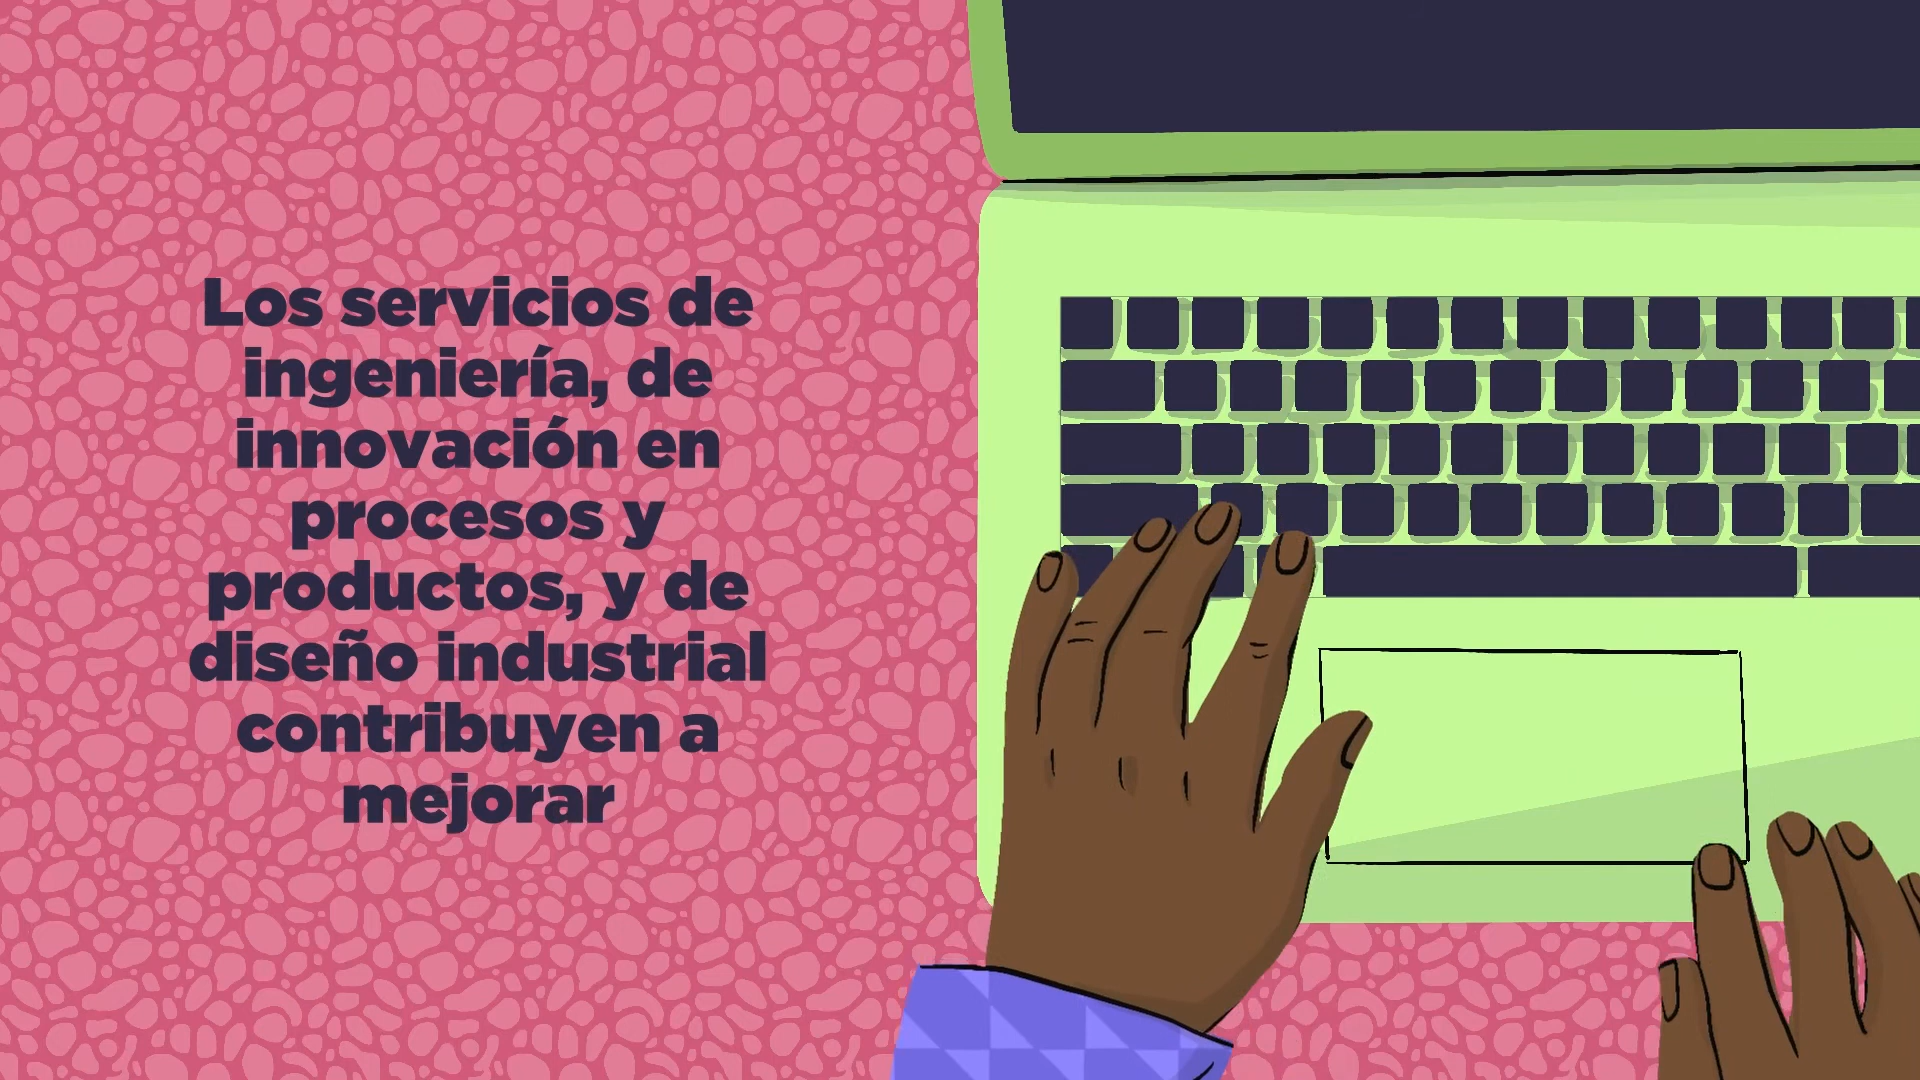 Los servicios de
ingeniería, de
innovación en
procesos y
productos, y de
diseño industrial
contribuyen a
mejorar